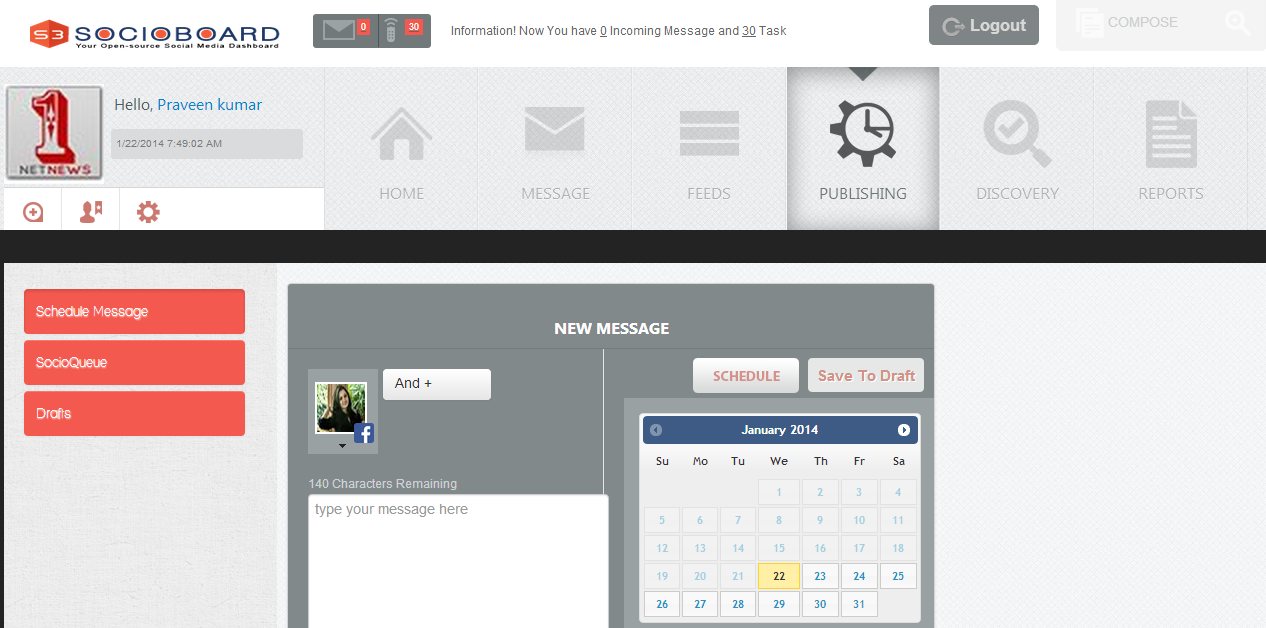 S3 SOCIOBOARD
Your Open-source Social Media Dashboard
0
30
Information! Now You have 0 Incoming Message and 30 Task
Logout
COMPOSE
1
NETNEWS
Hello, Praveen kumar
1/22/2014 7:49:02 AM
HOME
MESSAGE
FEEDS
PUBLISHING
DISCOVERY
REPORTS
Schedule Message
SocioQueue
Drafts
NEW MESSAGE
And +
f
140 Characters Remaining
type your message here
SCHEDULE
Save To Draft
January 2014
Su Mo Tu We Th Fr Sa
1 2 3 4
5 6 7 8 9 10 11
12 13 14 15 16 17 18
19 20 21 22 23 24 25
26 27 28 29 30 31